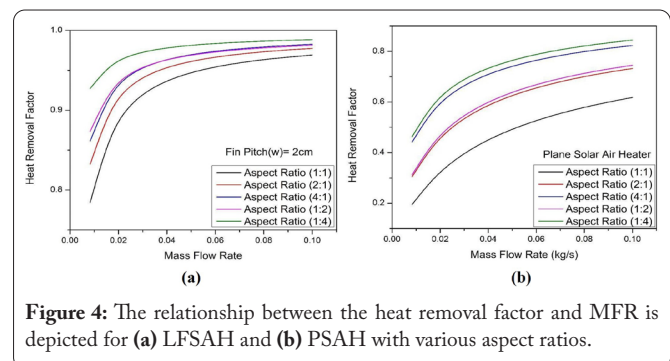 Heat Removal Factor
1.0
0.9
0.8
Fin Pitch(w)= 2cm
Aspect Ratio (1:1)
Aspect Ratio (2:1)
Aspect Ratio (4:1)
Aspect Ratio (1:2)
Aspect Ratio (1:4)
0.00 0.02 0.04 0.06 0.08 0.10
Mass Flow Rate
(a)
Heat Removal Factor
0.8
0.6
0.4
0.2
Plane Solar Air Heater
Aspect Ratio (1:1)
Aspect Ratio (2:1)
Aspect Ratio (4:1)
Aspect Ratio (1:2)
Aspect Ratio (1:4)
0.00 0.02 0.04 0.06 0.08 0.10
Mass Flow Rate (kg/s)
(b)
Figure 4: The relationship between the heat removal factor and MFR is
depicted for (a) LFSAH and (b) PSAH with various aspect ratios.